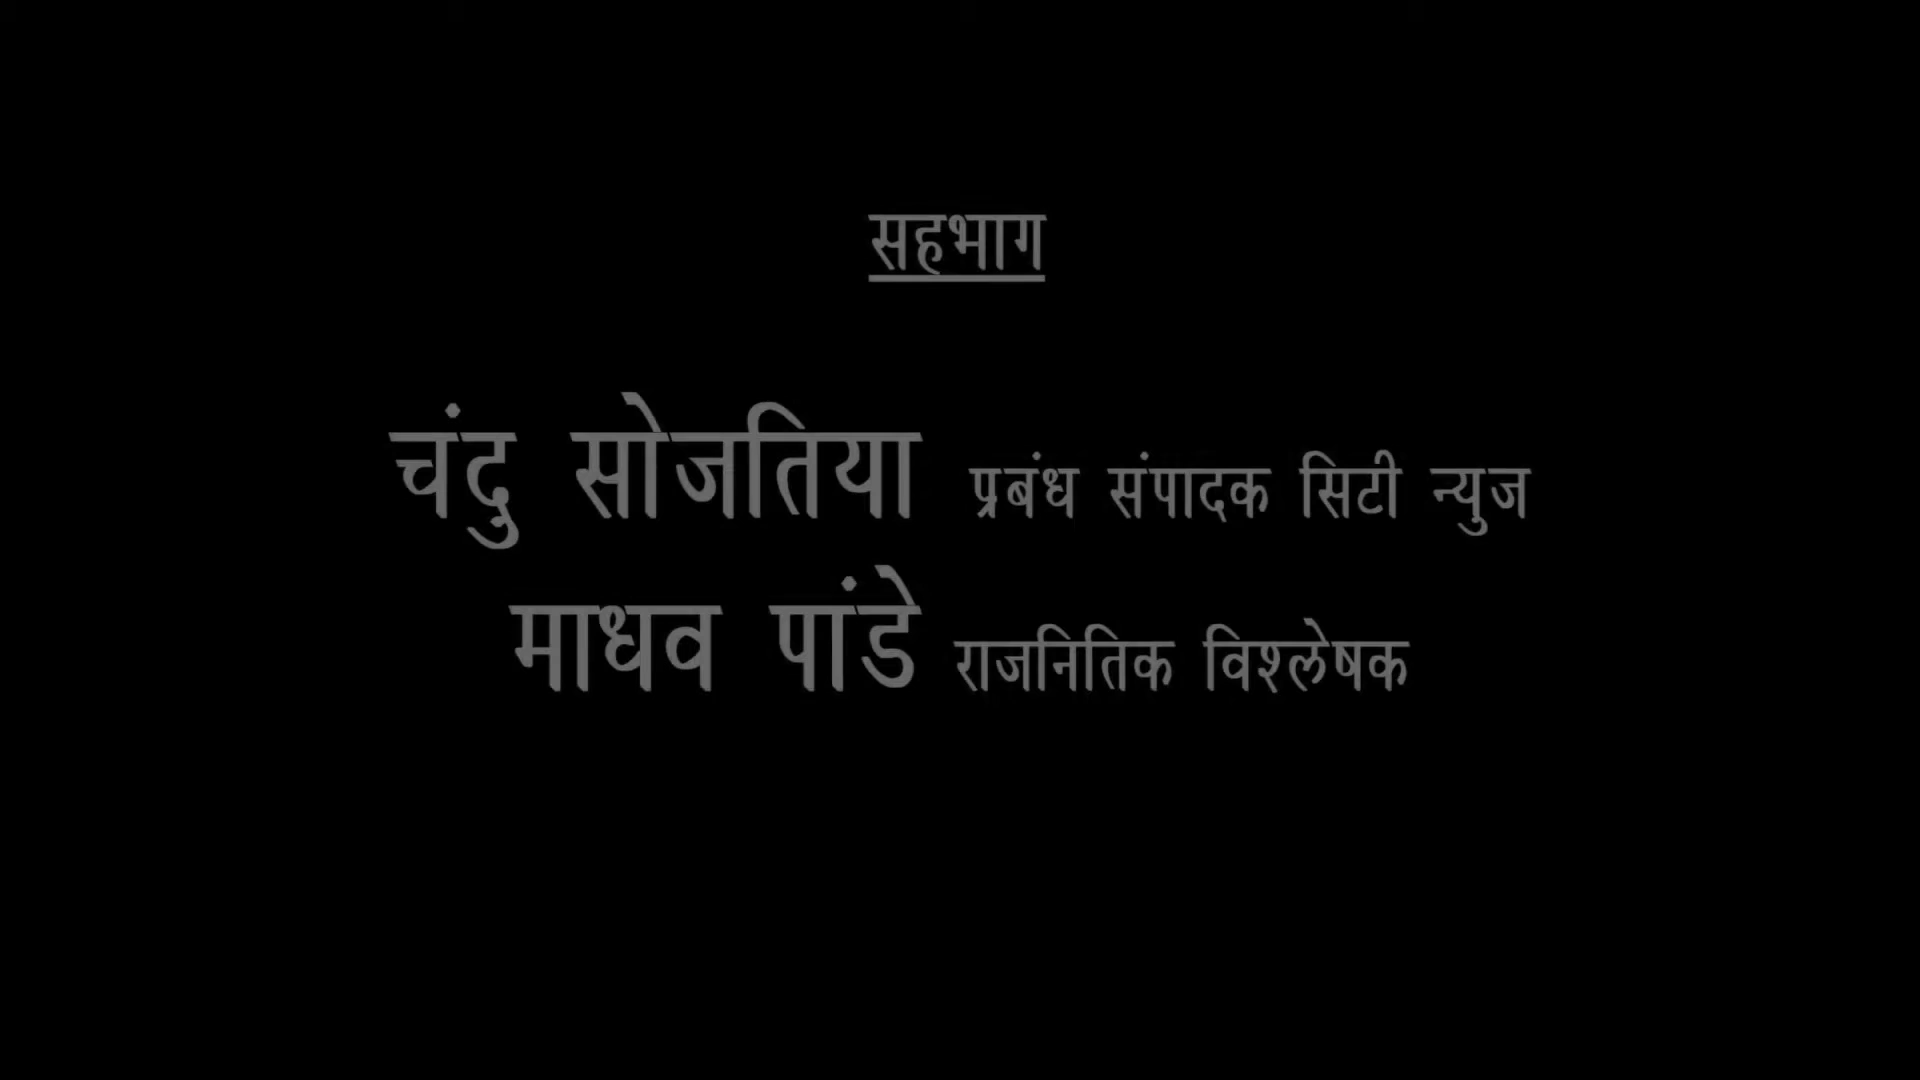 सहभाग
चंदु सोजतिया प्रबंध संपादक सिटी न्युज
माधव पांडे राजनितिक विश्लेषक